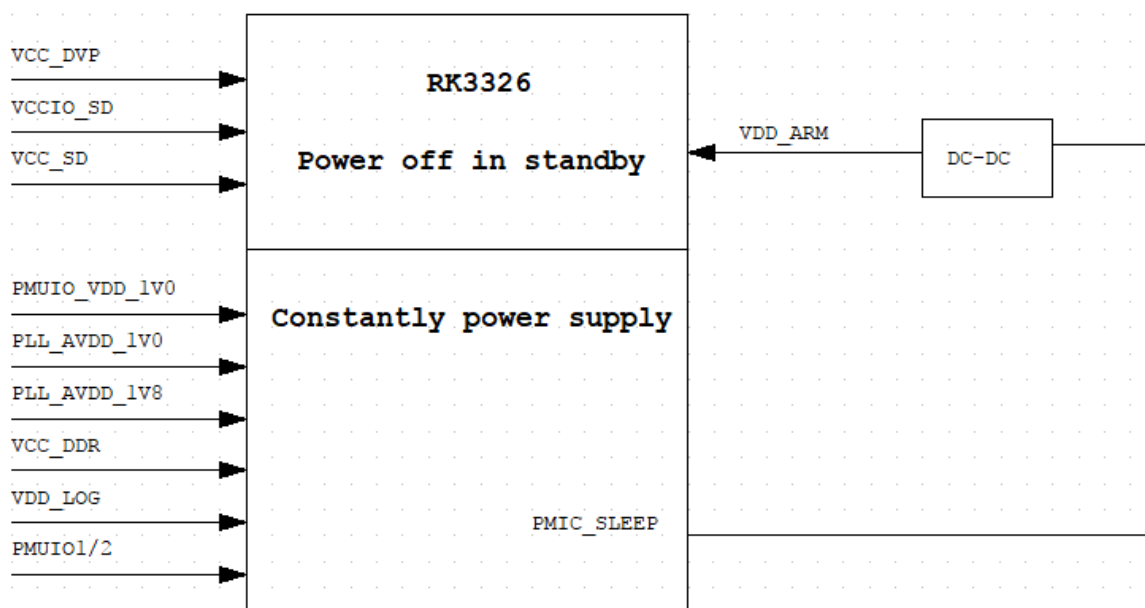 VCC_DVP
VCCIO_SD
VCC_SD
RK3326
Power off in standby
VDD_ARM
DC-DC
PMUIO_VDD_1V0
PLL_AVDD_1V0
PLL_AVDD_1V8
VCC_DDR
VDD_LOG
PMUIO1/2
Constantly power supply
PMIC_SLEEP